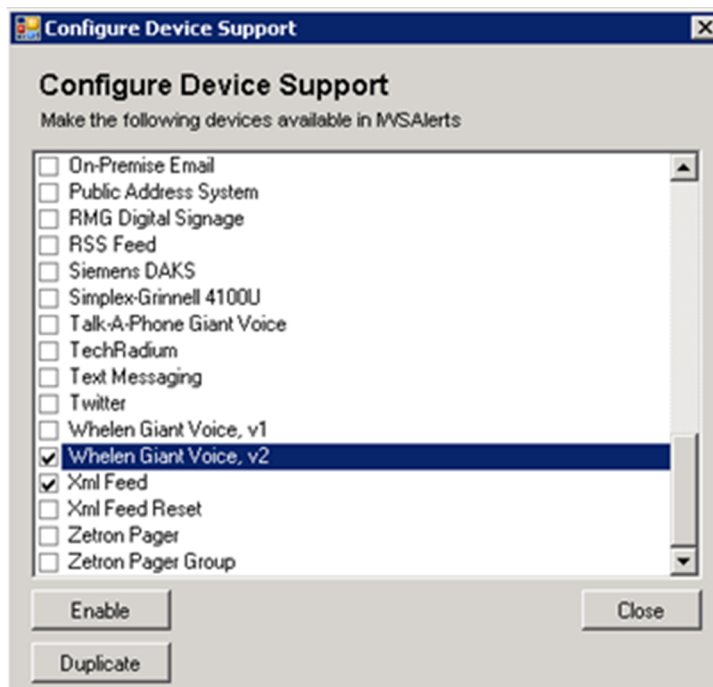 Configure Device Support
Configure Device Support
Make the following devices available in IWSAlerts
On-Premise Email
Public Address System
RMG Digital Signage
RSS Feed
Siemens DAKS
Simplex-Grinnell 4100U
Talk-A-Phone Giant Voice
TechRadium
Text Messaging
Twitter
Whelen Giant Voice, v1
Whelen Giant Voice, v2
Xml Feed
Xml Feed Reset
Zetron Pager
Zetron Pager Group
Enable
Close
Duplicate